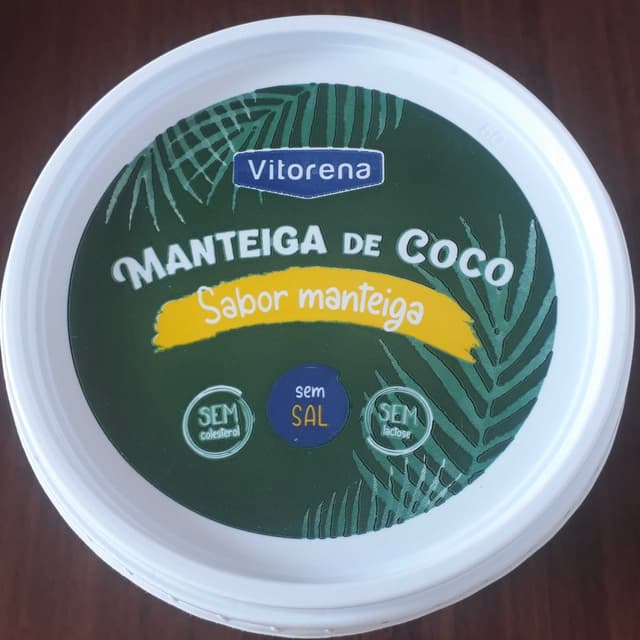 Vitorena
MANTEIGA DE COCO
Sabor manteiga
SEM
colesterol
sem
SAL
SEM
lactose